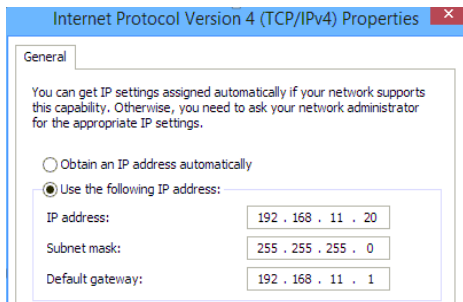 Internet Protocol Version 4 (TCP/IPv4) Properties
General
You can get IP settings assigned automatically if your network supports
this capability. Otherwise, you need to ask your network administrator
for the appropriate IP settings.
Obtain an IP address automatically
Use the following IP address:
IP address: 192 . 168 . 11 . 20
Subnet mask: 255 . 255 . 255 . 0
Default gateway: 192 . 168 . 11 . 1